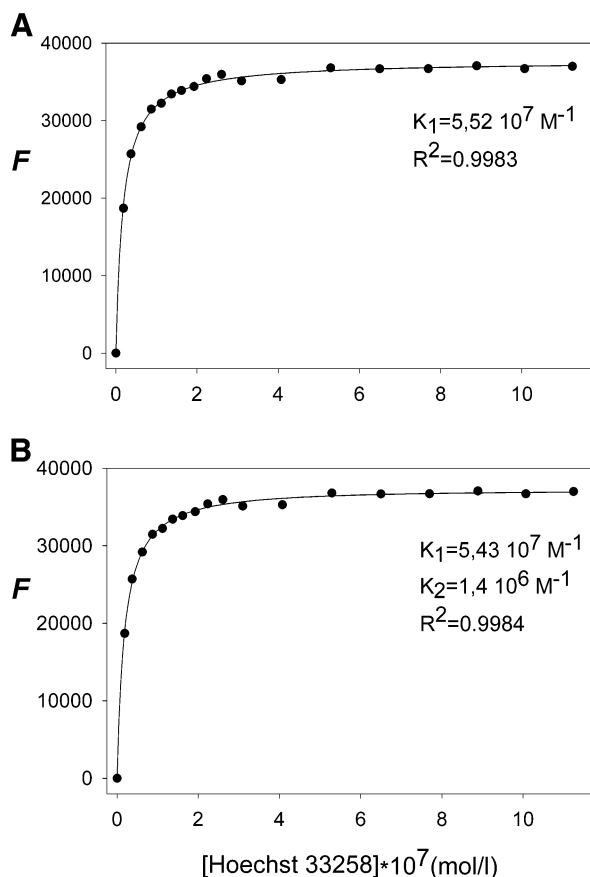 A
40000
30000
20000
10000
0
F
K1=5,52 10^7 M^-1
R^2=0.9983
0 2 4 6 8 10
B
40000
30000
20000
10000
0
F
K1=5,43 10^7 M^-1
K2=1,4 10^6 M^-1
R^2=0.9984
0 2 4 6 8 10
[Hoechst 33258]*10^7(mol/l)